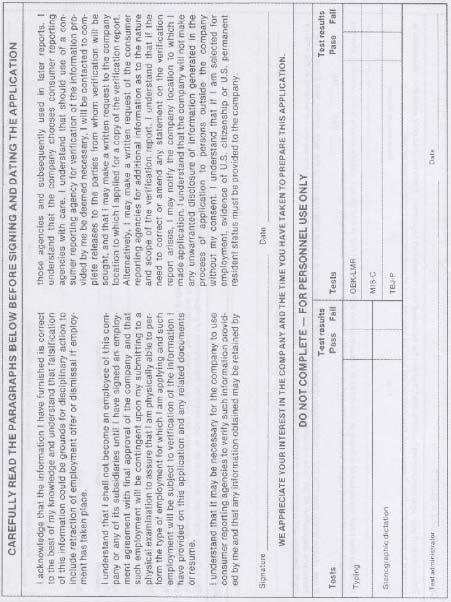 CAREFULLY READ THE PARAGRAPHS BELOW BEFORE SIGNING AND DATING THE APPLICATION
I acknowledge that the information I have furnished is correct
to the best of my knowledge and understand that falsification
of this information could be grounds for disciplinary action to
include retraction of employment offer or dismissal if employ-
ment has taken place.
I understand that I shall not become an employee of this com-
pany or any of its subsidiaries until I have signed an employ-
ment agreement with final approval of the company and that
such employment will be contingent upon my submitting to a
physical examination to assure that I am physically able to per-
form the type of employment for which I am applying and such
employment will be subject to verification of the information I
have provided on this application and any related documents
or resume.
I understand that it may be necessary for the company to use
consumer reporting agencies to verify such information provid-
ed by me and that any information obtained may be retained by
those agencies and subsequently used in later reports. I
understand that the company chooses consumer reporting
agencies with care. I understand that should use of a con-
sumer reporting agency for verification of the information pro-
vided by me be deemed necessary, I will be contacted to com-
plete releases to the parties from whom verification will be
sought, and that I may make a written request to the company
location to which I applied for a copy of the verification report.
Alternatively, I may make a written request of the consumer
reporting agencies for additional information as to the nature
and scope of the verification report. I understand that if the
need to correct or amend any statement on the verification
report arises, I may notify the company location to which I
made application. I understand that the company will not make
any unwarranted disclosure of information generated in the
process of application to persons outside the company
without my consent. I understand that if I am selected for
employment, evidence of U.S. citizenship or U.S. permanent
resident status must be provided to the company.
Signature Date
WE APPRECIATE YOUR INTEREST IN THE COMPANY AND THE TIME YOU HAVE TAKEN TO PREPARE THIS APPLICATION.
DO NOT COMPLETE — FOR PERSONNEL USE ONLY
Tests Test results Pass Fail Tests Test results Pass Fail
Typing OBK-LMR
MIS-C
Stenographic dictation TBJ-P
Test administrator Date